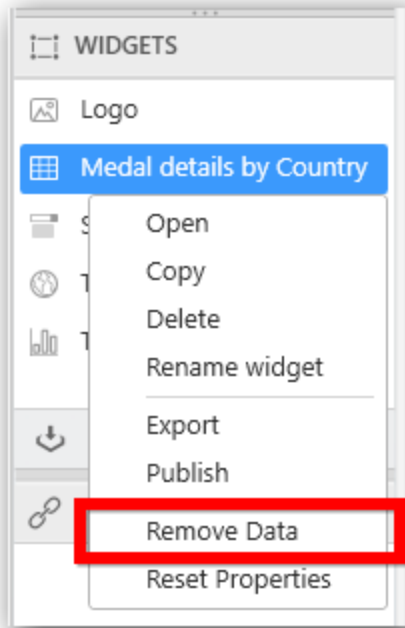 WIDGETS
Logo
Medal details by Country
Open
Copy
Delete
Rename widget
Export
Publish
Remove Data
Reset Properties